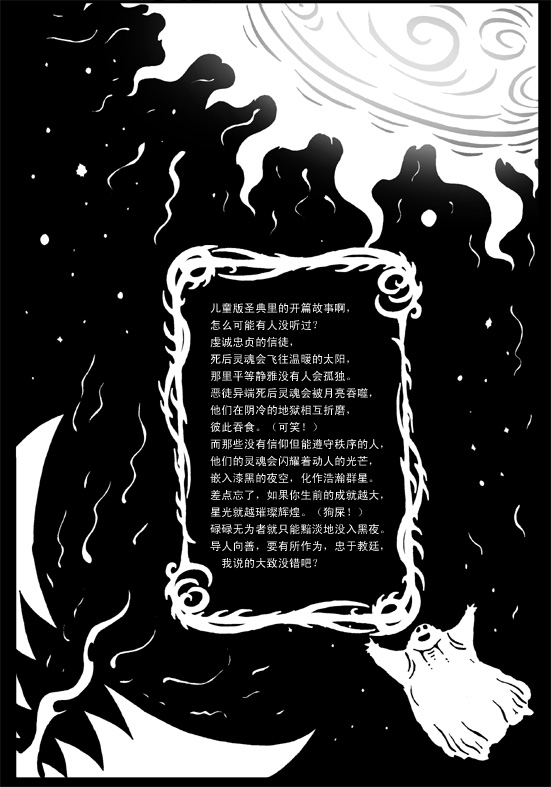 儿童版圣典里的开篇故事啊，
怎么可能有人没听过？
虔诚忠贞的信徒，
死后灵魂会飞往温暖的太阳，
那里平等静雅没有人会孤独。
恶徒异端死后灵魂会被月亮吞噬，
他们在阴冷的地狱相互折磨，
彼此吞食。（可笑！）
而那些没有信仰但能遵守秩序的人，
他们的灵魂会闪耀着动人的光芒，
嵌入漆黑的夜空，化作浩瀚群星。
差点忘了，如果你生前的成就越大，
星光就越璀璨辉煌。（狗屎！）
碌碌无为者就只能黯淡地没入黑夜。
导人向善，要有所作为，忠于教廷，
我说的大致没错吧？